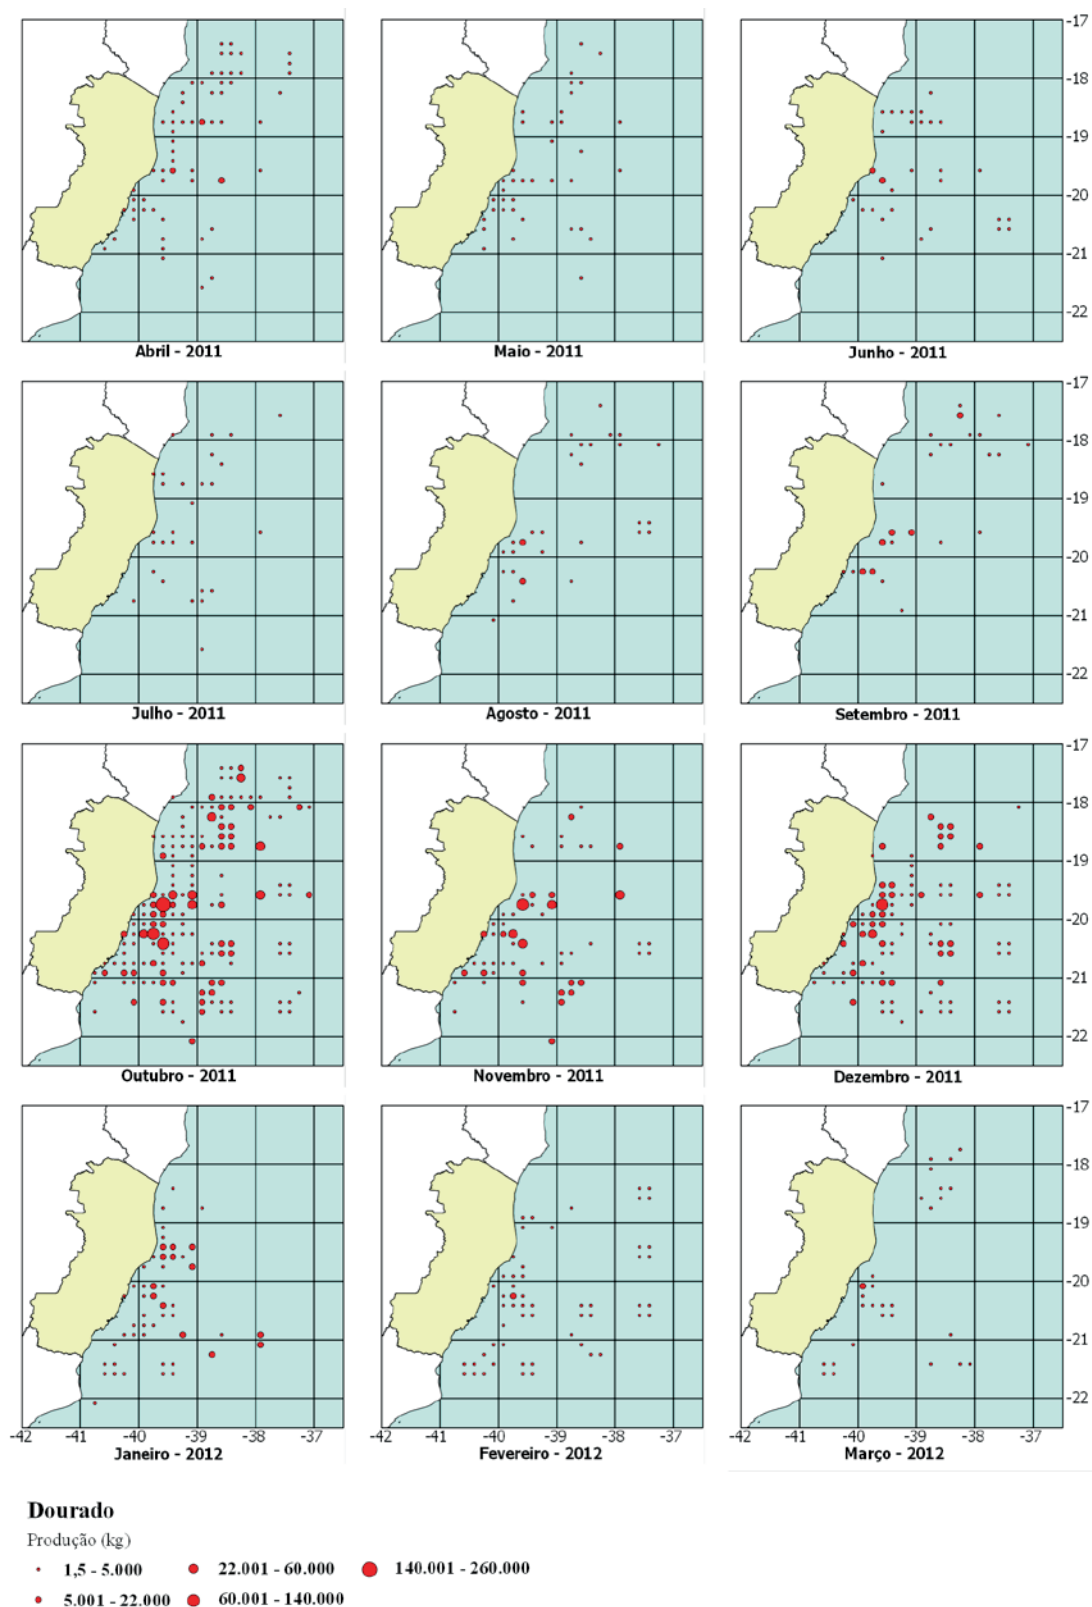 -17
-18
-19
-20
-21
-22
Abril - 2011 Maio - 2011 Junho - 2011
-17
-18
-19
-20
-21
-22
Julho - 2011 Agosto - 2011 Setembro - 2011
-17
-18
-19
-20
-21
-22
Outubro - 2011 Novembro - 2011 Dezembro - 2011
-17
-18
-19
-20
-21
-22
-42 -41 -40 -39 -38 -37 -42 -41 -40 -39 -38 -37 -42 -41 -40 -39 -38 -37
Janeiro - 2012 Fevereiro - 2012 Março - 2012
Dourado
Produção (kg)
1,5 - 5.000 22.001 - 60.000 140.001 - 260.000
5.001 - 22.000 60.001 - 140.000